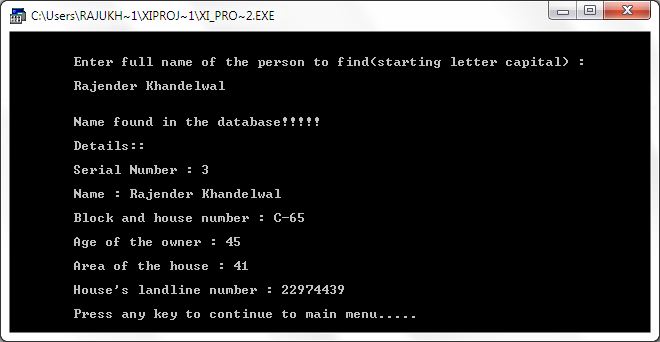 C:\Users\RAJUKH~1\XIPROJ~1\XI_PRO~2.EXE
Enter full name of the person to find(starting letter capital) :
Rajender Khandelwal
Name found in the database!!!!!
Details::
Serial Number : 3
Name : Rajender Khandelwal
Block and house number : C-65
Age of the owner : 45
Area of the house : 41
House's landline number : 22974439
Press any key to continue to main menu.....